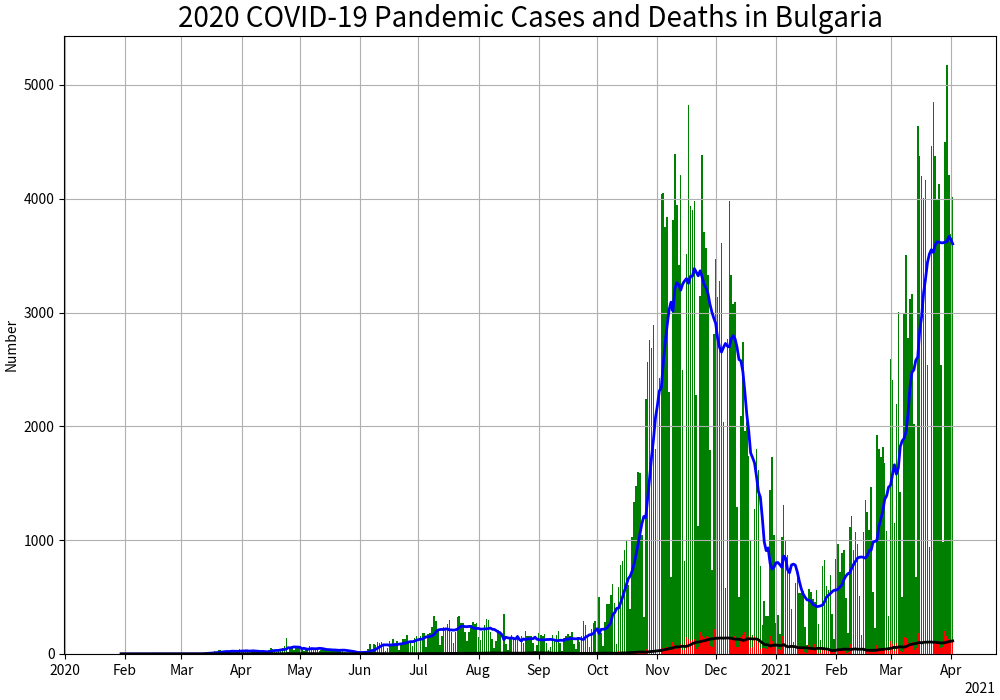 2020 COVID-19 Pandemic Cases and Deaths in Bulgaria
Number
5000
4000
3000
2000
1000
0
2020 Feb Mar Apr May Jun Jul Aug Sep Oct Nov Dec 2021 Feb Mar Apr
2021